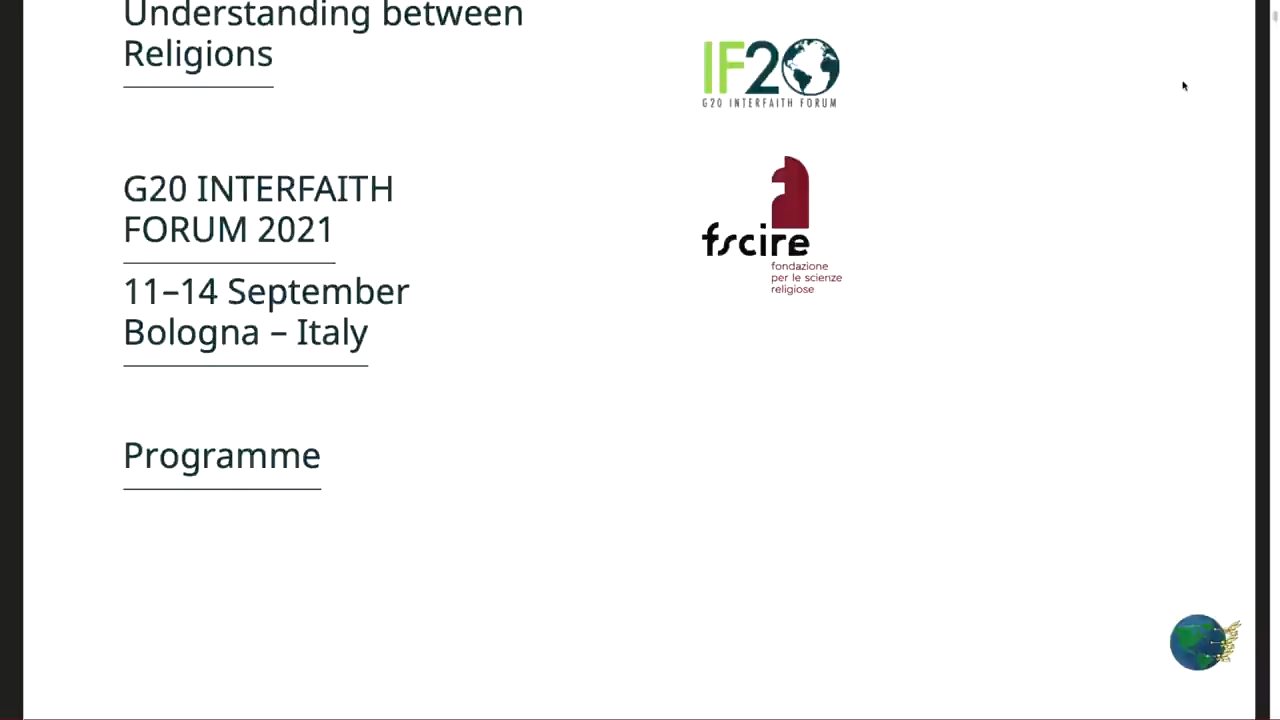 Understanding between
Religions
IF20
G20 INTERFAITH FORUM
G20 INTERFAITH
FORUM 2021
fscire
fondazione
per le scienze
religiose
11–14 September
Bologna – Italy
Programme